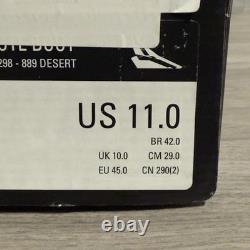 298 - 889 DESERT
US 11.0
BR 42.0
UK 10.0 CM 29.0
EU 45.0 CN 290(2)